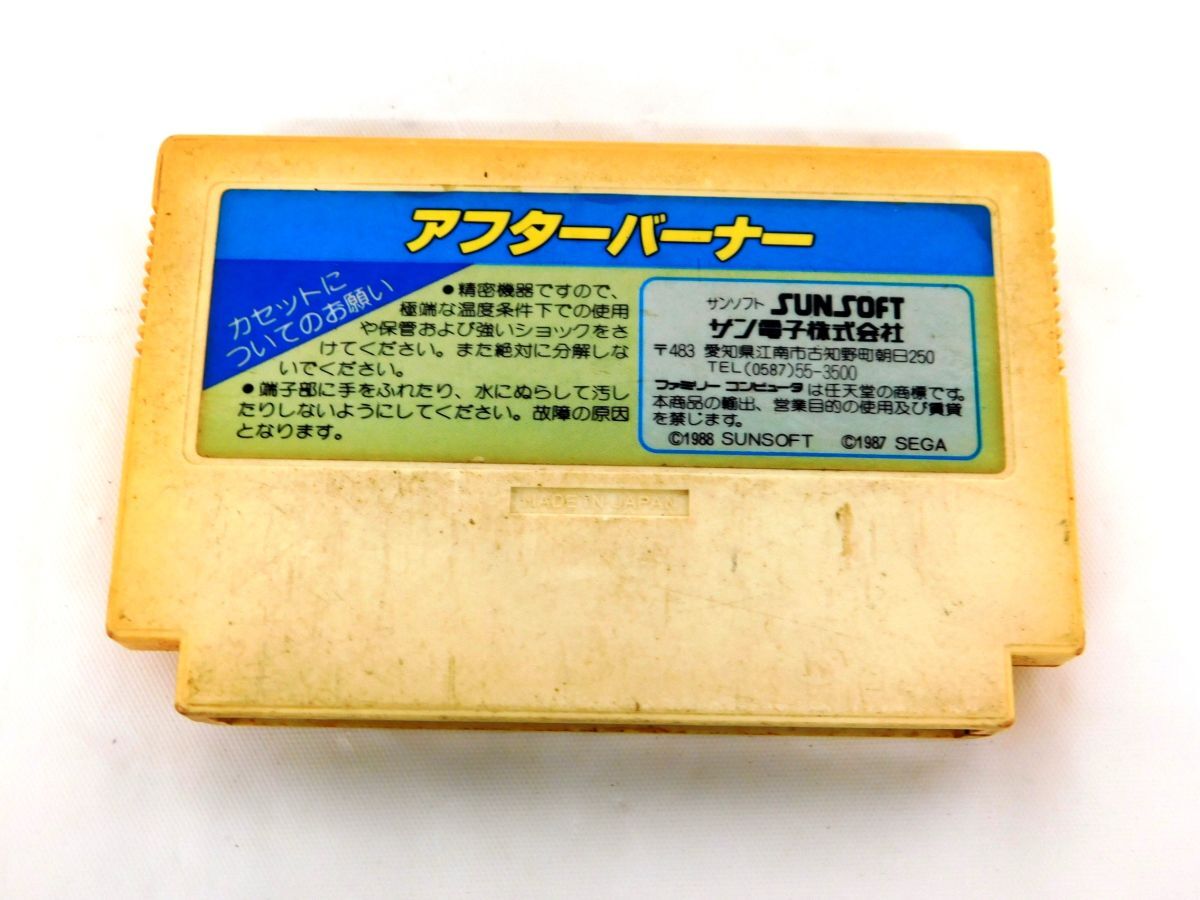 アフターバーナー
カセットに
ついてのお願い
●精密機器ですので、
極端な温度条件下での使用
や保管および強いショックをさ
けてください。また絶対に分解しな
いでください。
●端子部に手をふれたり、水にぬらして汚し
たりしないようにしてください。故障の原因
となります。
サンソフト SUNSOFT
サン電子株式会社
〒483 愛知県江南市古知野町朝日250
TEL(0587)55-3500
ファミリーコンピュータは任天堂の商標です。
本商品の輸出、営業目的の使用及び賃貸
を禁じます。
©1988 SUNSOFT ©1987 SEGA
MADE IN JAPAN